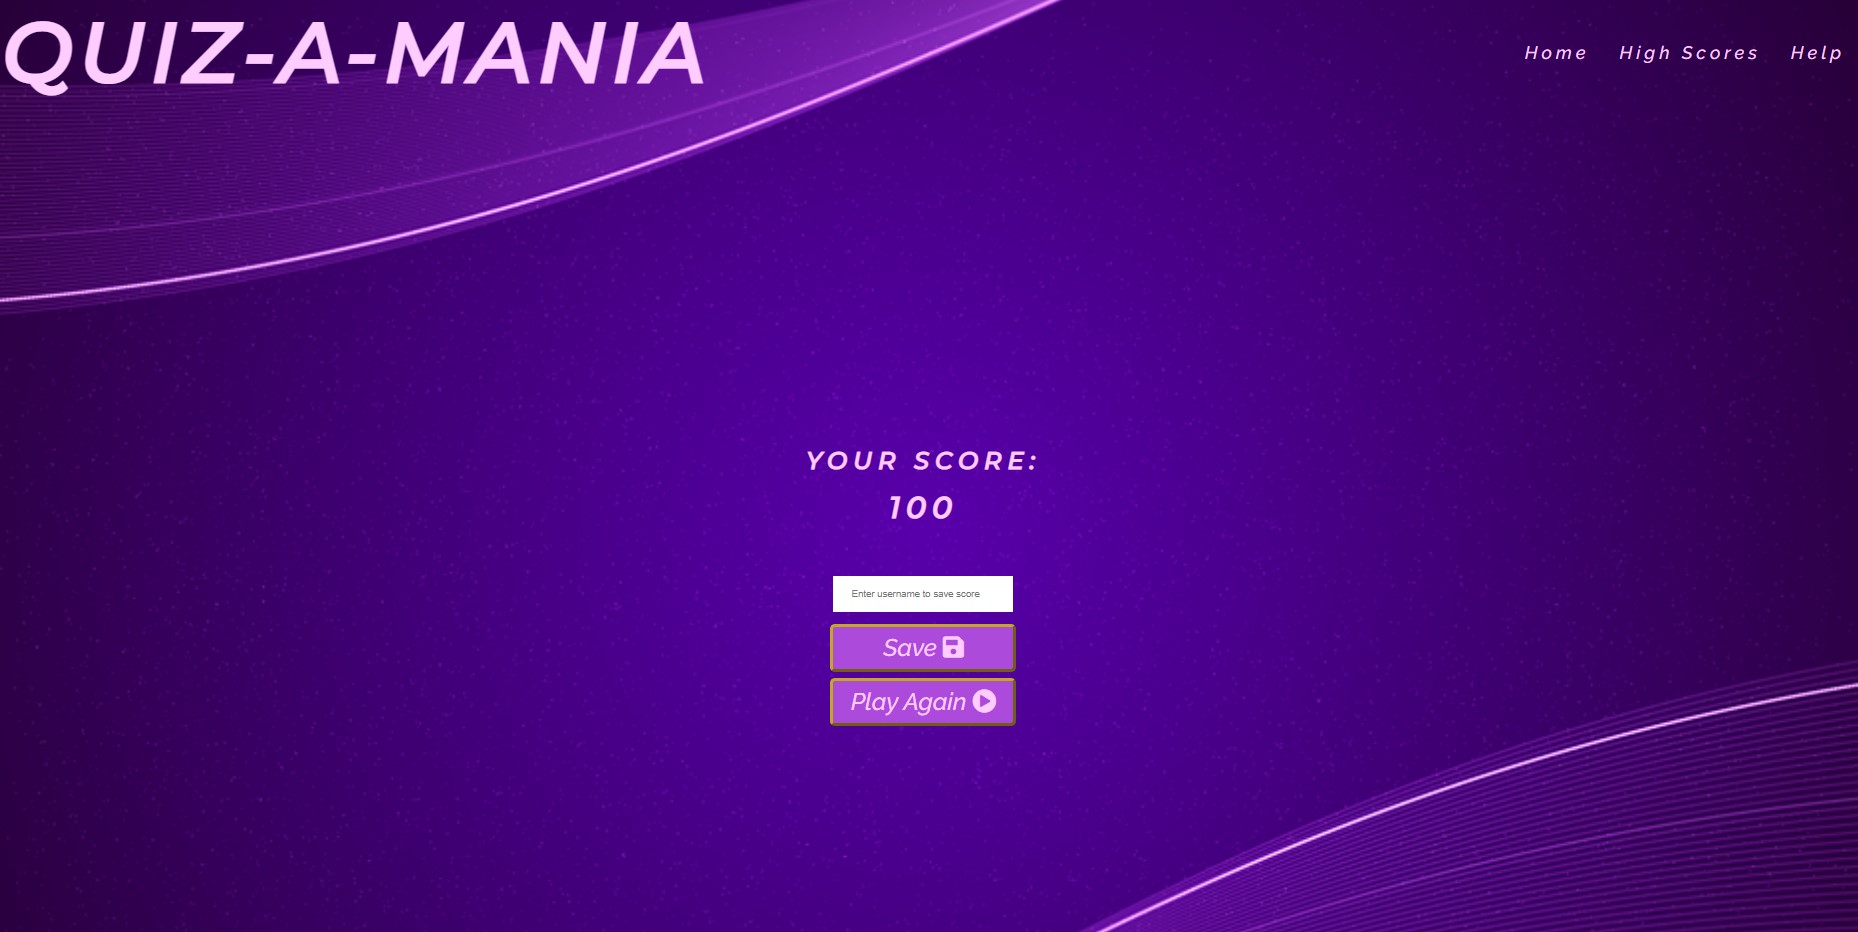 QUIZ-A-MANIA
Home High Scores Help
YOUR SCORE:
100
Enter username to save score
Save
Play Again